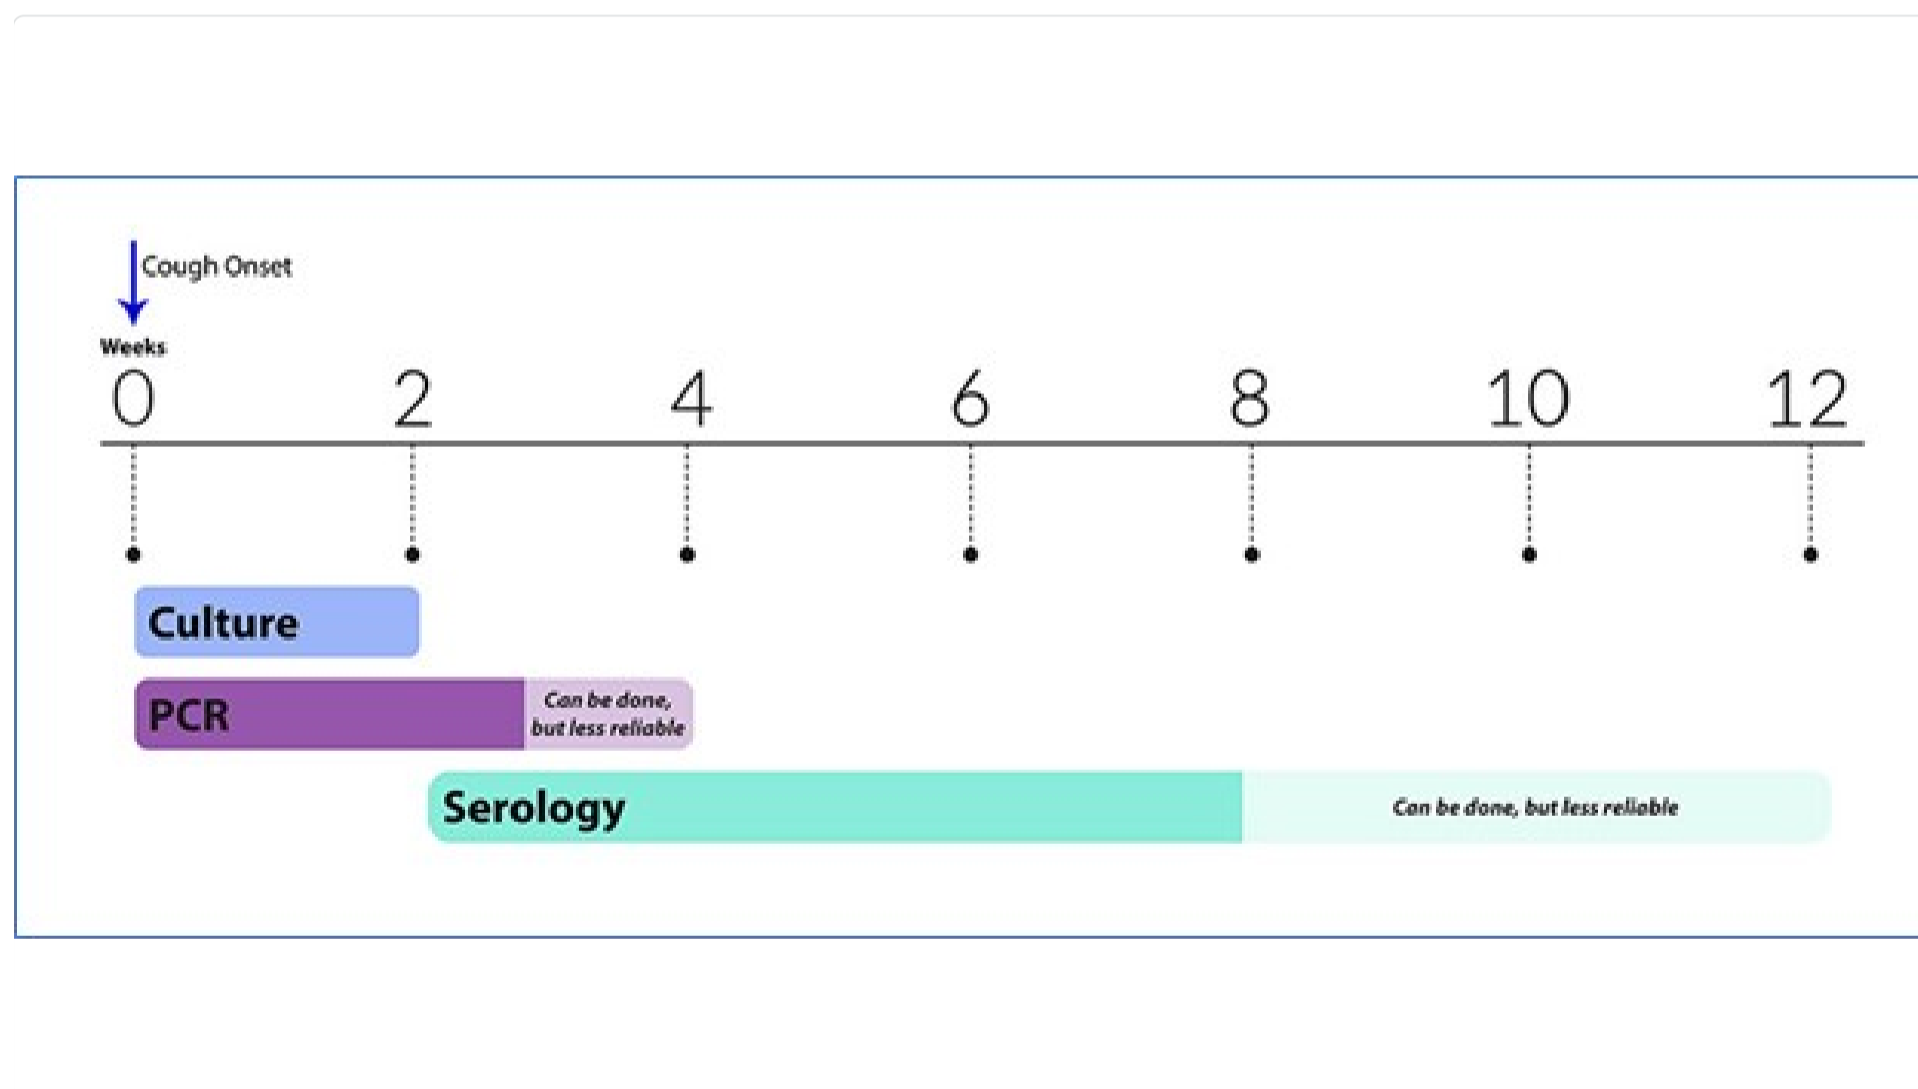 Cough Onset
Weeks
0 2 4 6 8 10 12
Culture
PCR
Can be done,
but less reliable
Serology
Can be done, but less reliable